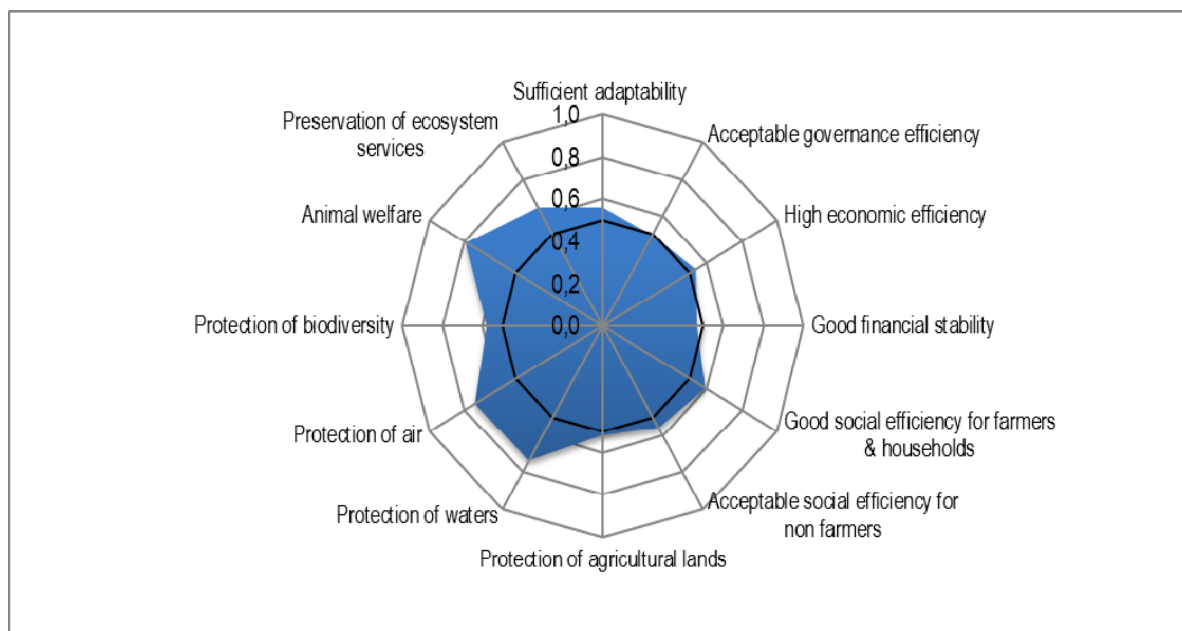 Sufficient adaptability
Acceptable governance efficiency
High economic efficiency
Good financial stability
Good social efficiency for farmers
& households
Acceptable social efficiency for
non farmers
Protection of agricultural lands
Protection of waters
Protection of air
Protection of biodiversity
Animal welfare
Preservation of ecosystem
services
1,0
0,8
0,6
0,4
0,2
0,0